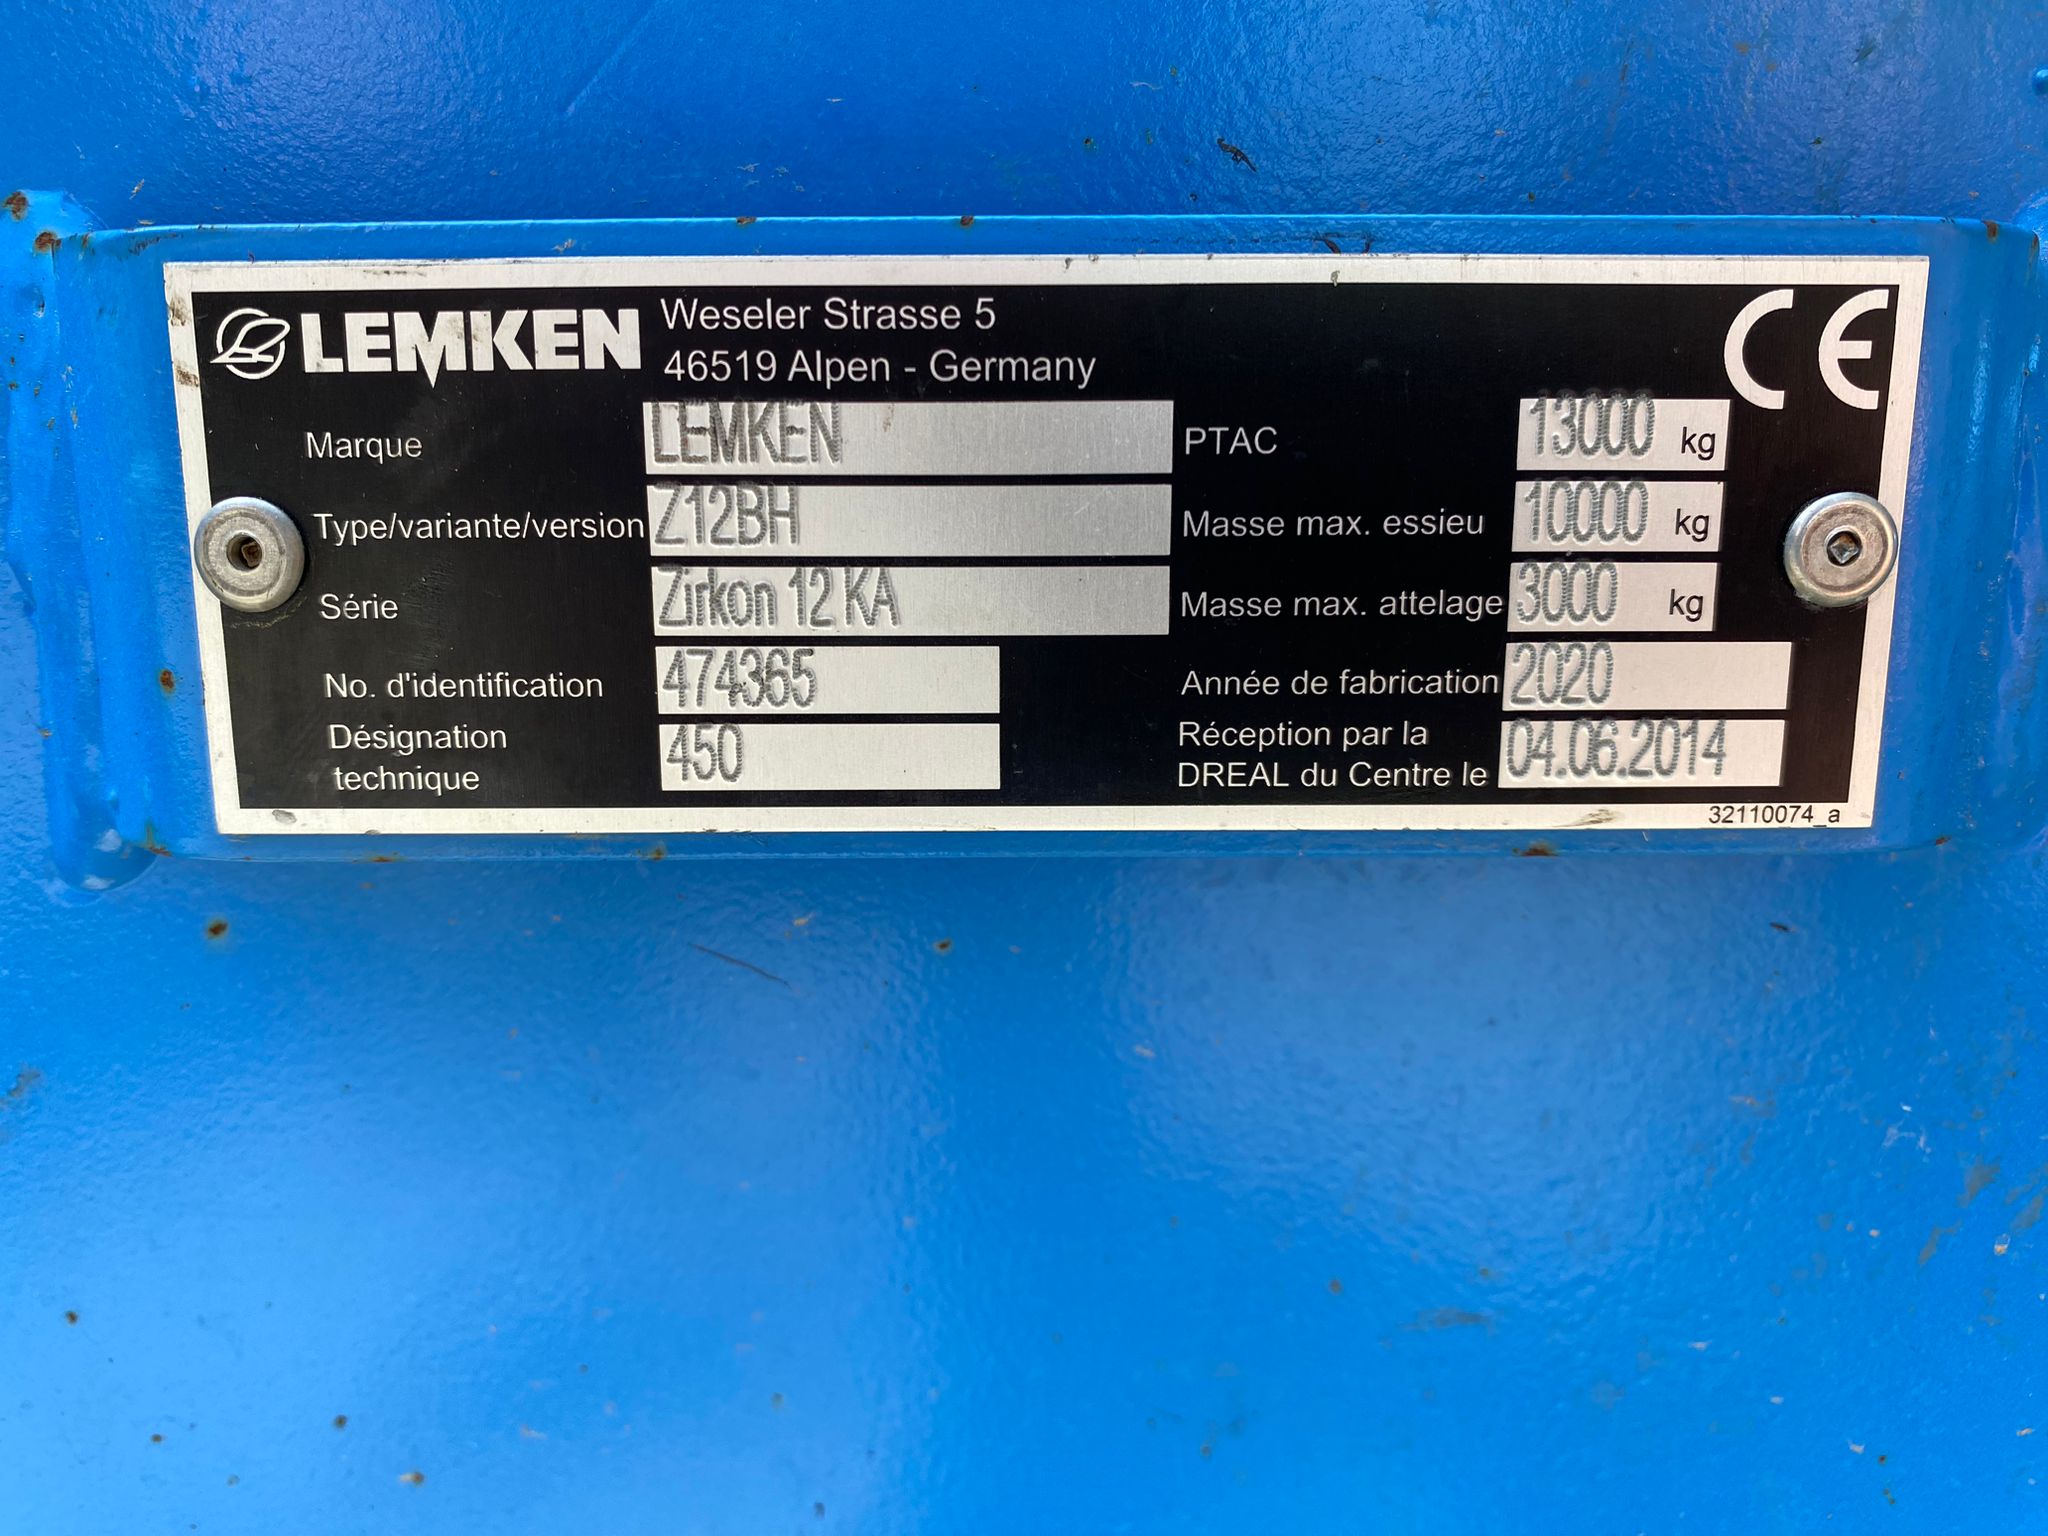 LEMKEN Weseler Strasse 5
46519 Alpen - Germany
CE
Marque LEMKEN PTAC 13000 kg
Type/variante/version Z12BH Masse max. essieu 10000 kg
Série Zirkon 12 KA Masse max. attelage 3000 kg
No. d'identification 474365 Année de fabrication 2020
Désignation technique 450 Réception par la DREAL du Centre le 04.06.2014
32110074_a